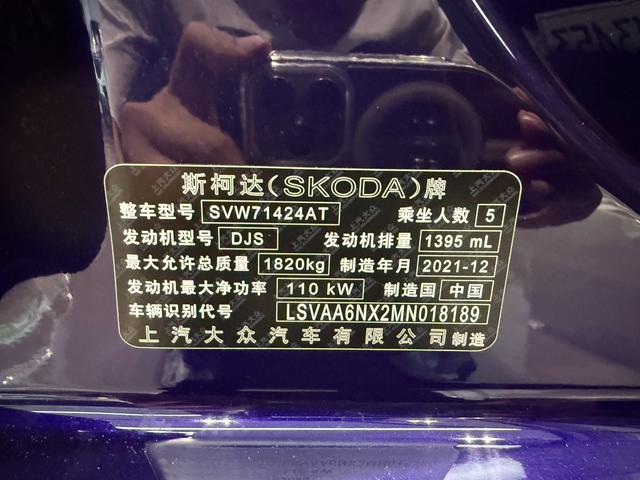 斯柯达(SKODA)牌
整车型号 SVW71424AT 乘坐人数 5
发动机型号 DJS 发动机排量 1395 mL
最大允许总质量 1820kg 制造年月 2021-12
发动机最大净功率 110 kW 制造国 中国
车辆识别代号 LSVAA6NX2MN018189
上汽大众汽车有限公司制造